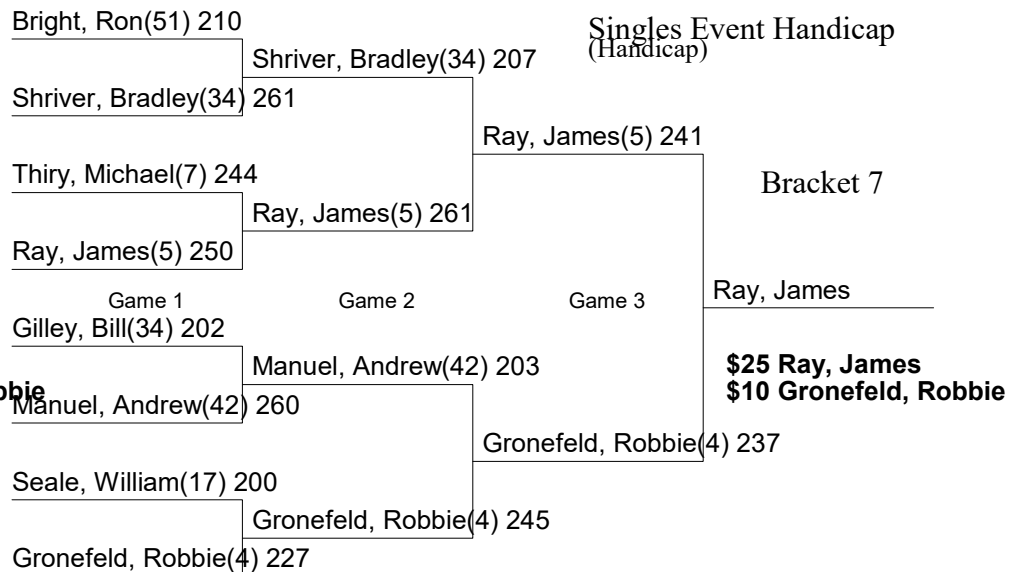 Bright, Ron(51) 210
Singles Event Handicap
(Handicap)
Shriver, Bradley(34) 207
Shriver, Bradley(34) 261
Ray, James(5) 241
Thiry, Michael(7) 244
Bracket 7
Ray, James(5) 261
Ray, James(5) 250
Game 1
Game 2
Game 3
Ray, James
Gilley, Bill(34) 202
Manuel, Andrew(42) 203
$25 Ray, James
$10 Gronefeld, Robbie
Manuel, Andrew(42) 260
Gronefeld, Robbie(4) 237
Seale, William(17) 200
Gronefeld, Robbie(4) 245
Gronefeld, Robbie(4) 227